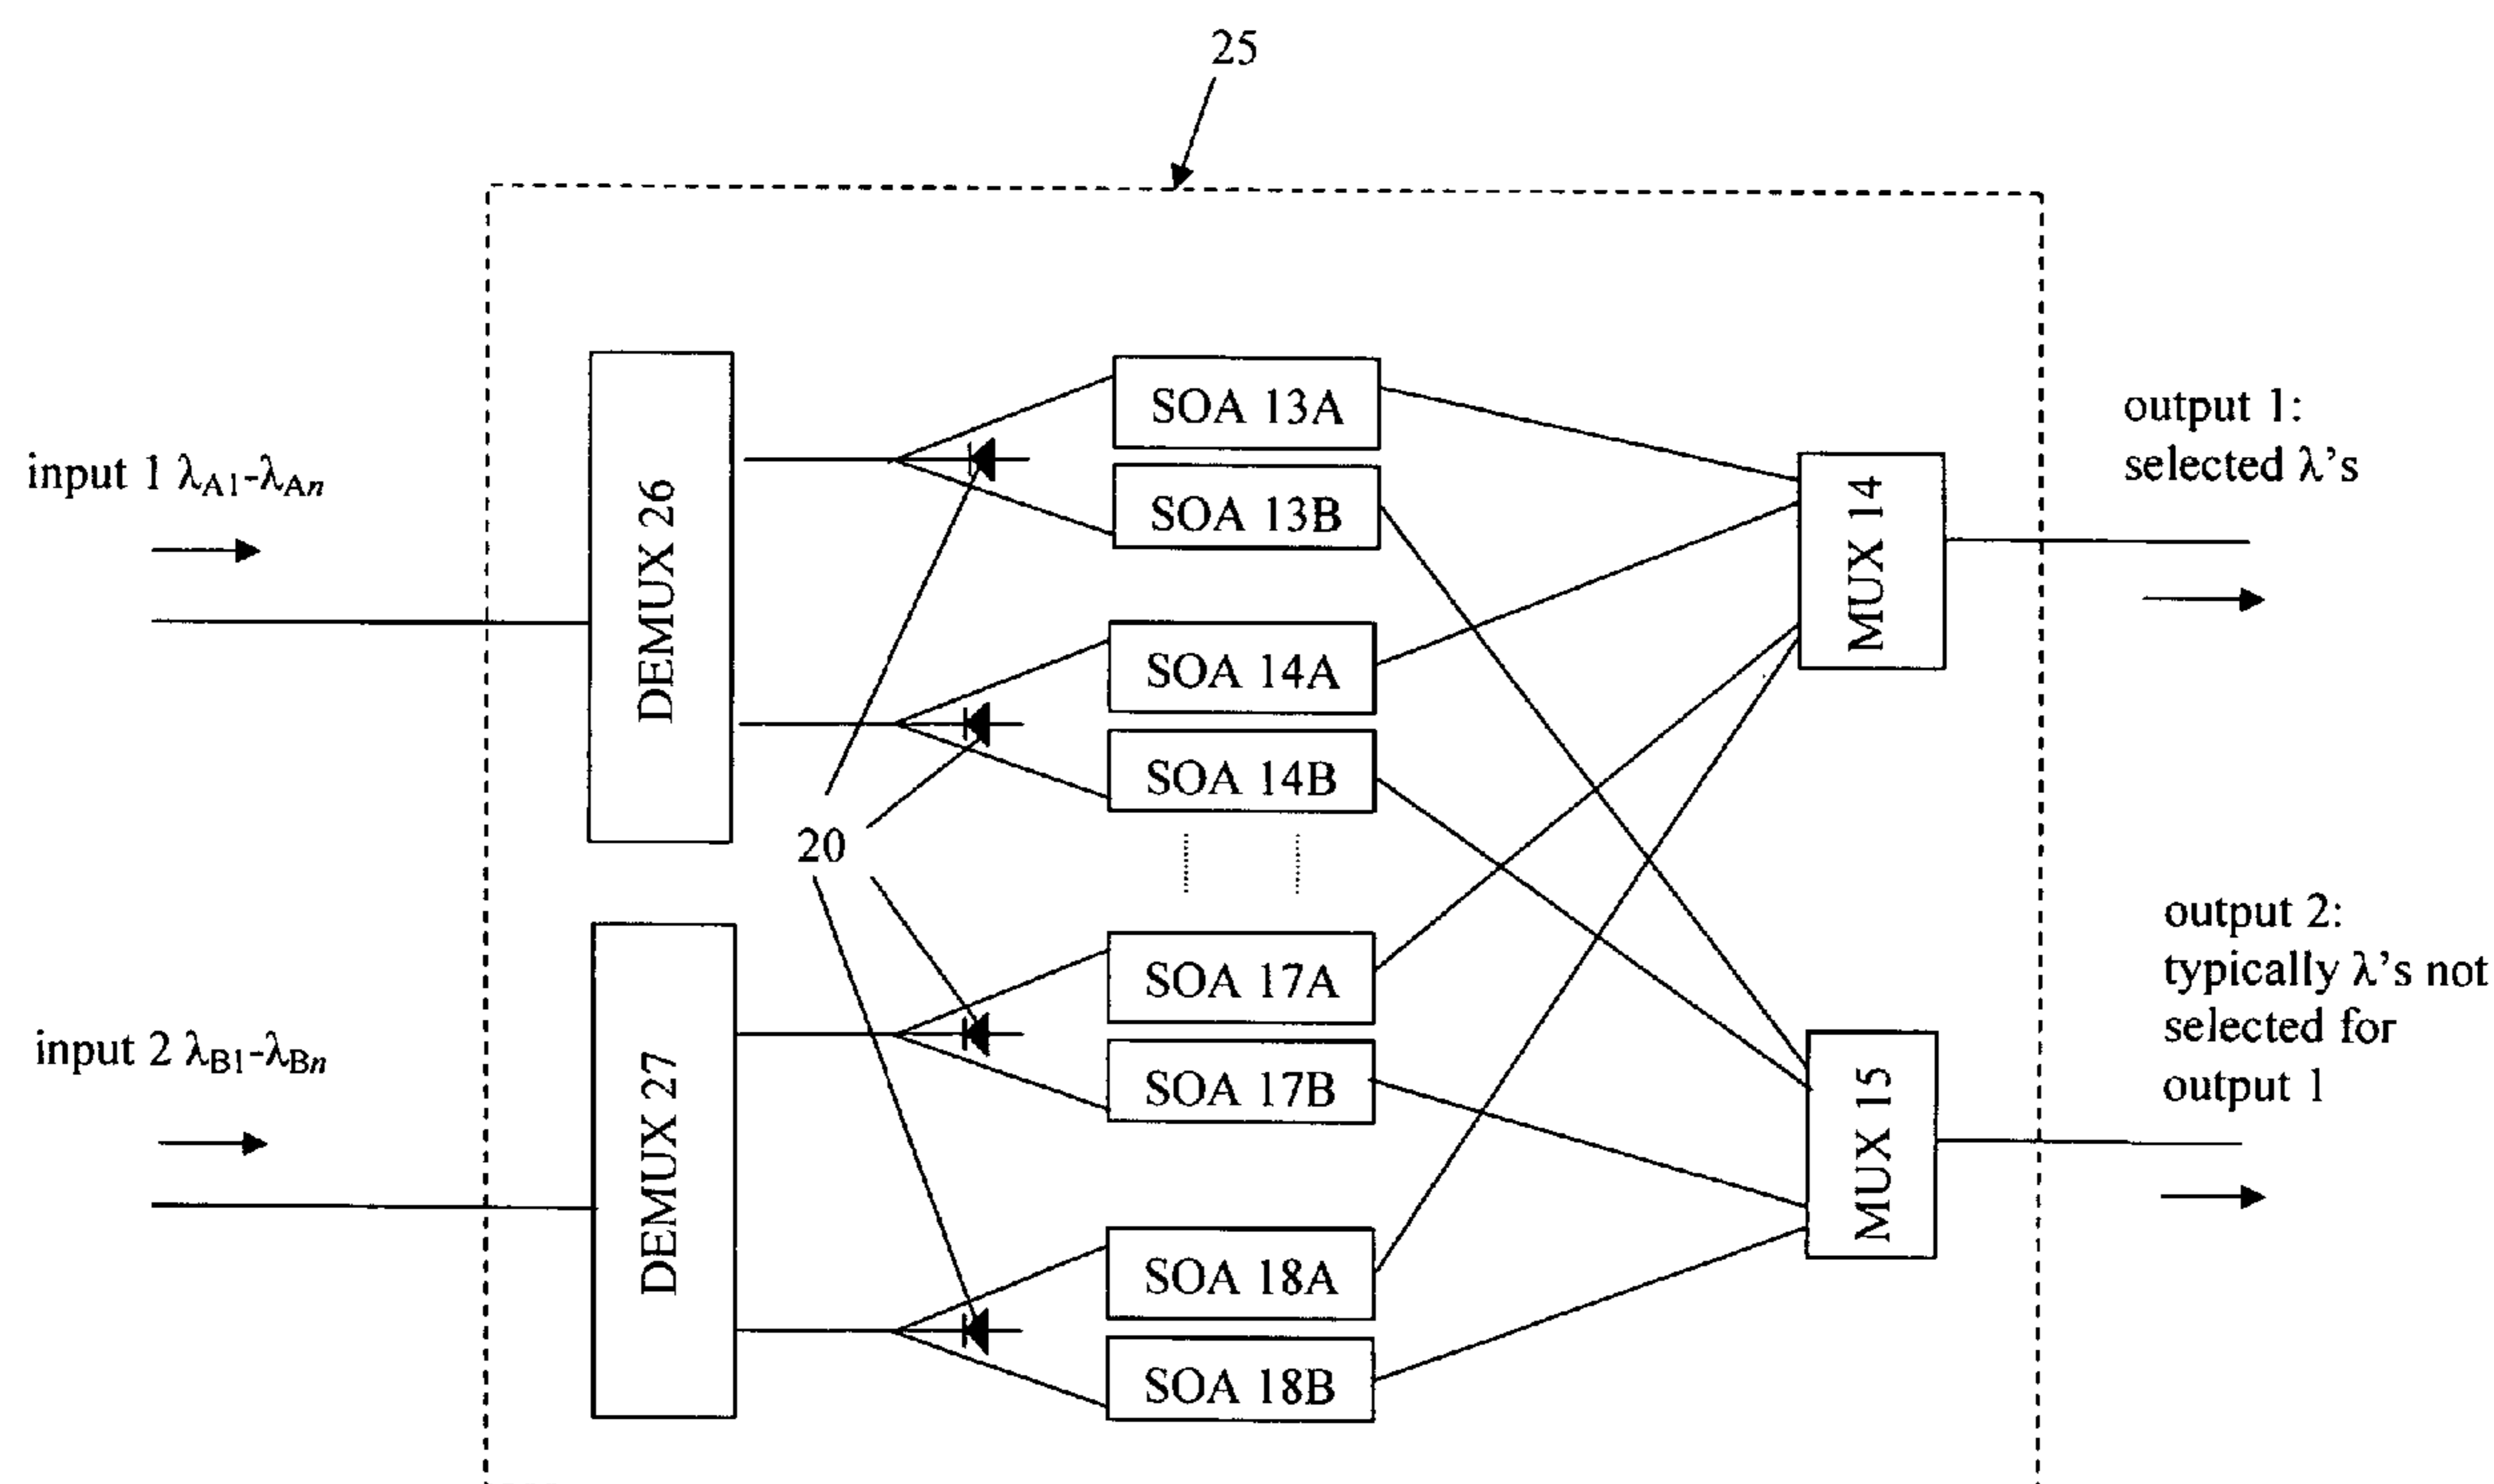 25
input 1 λA1-λAn
DEMUX 26
SOA 13A
SOA 13B
SOA 14A
SOA 14B
MUX 14
output 1:
selected λ's
20
input 2 λB1-λBn
DEMUX 27
SOA 17A
SOA 17B
SOA 18A
SOA 18B
MUX 15
output 2:
typically λ's not
selected for
output 1